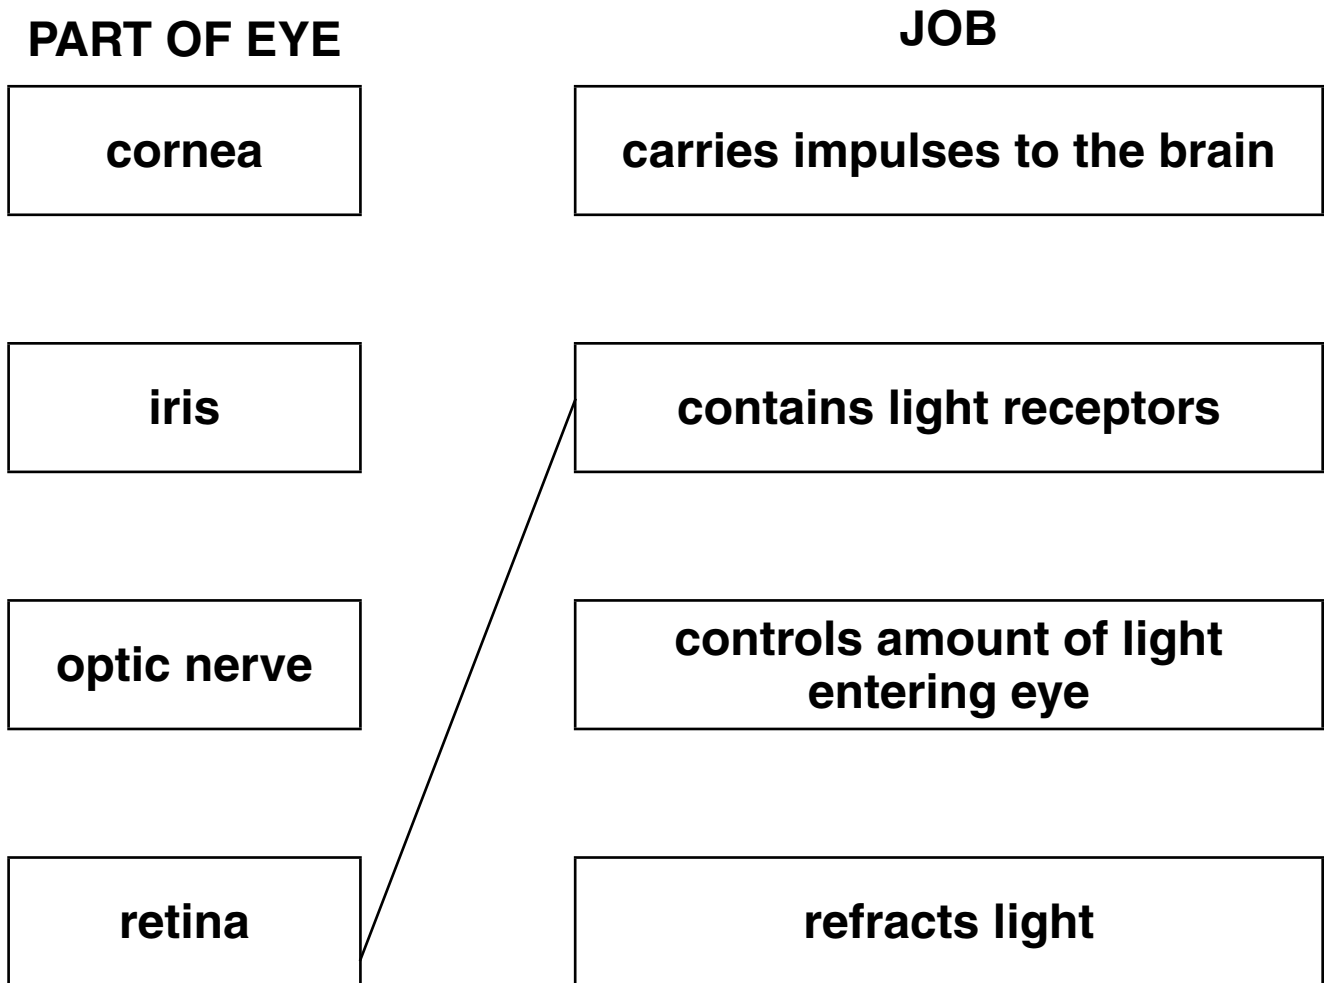 PART OF EYE
JOB
cornea
carries impulses to the brain
iris
contains light receptors
optic nerve
controls amount of light
entering eye
retina
refracts light